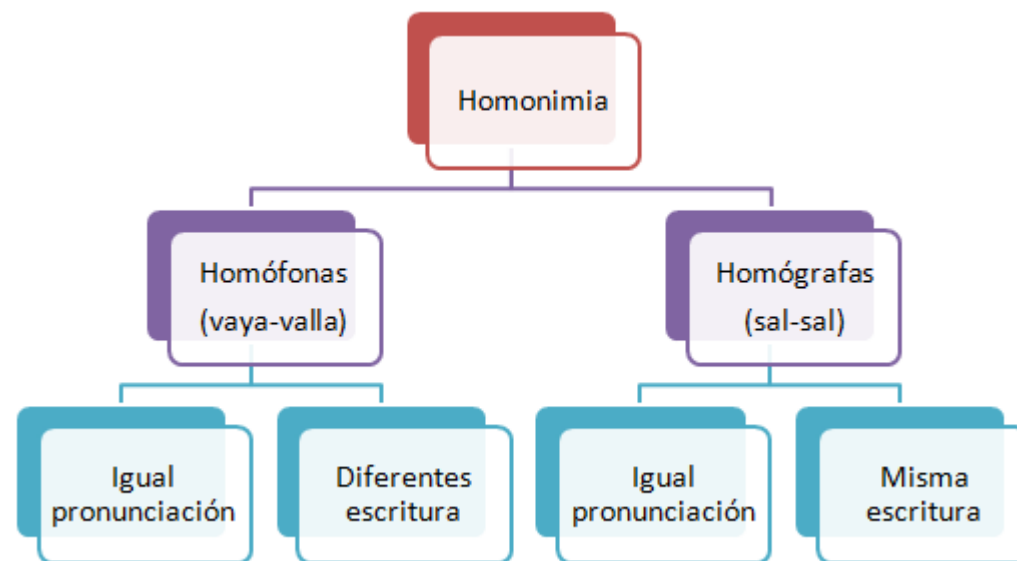 Homonimia
Homófonas
(vaya-valla)
Homógrafas
(sal-sal)
Igual
pronunciación
Diferentes
escritura
Igual
pronunciación
Misma
escritura